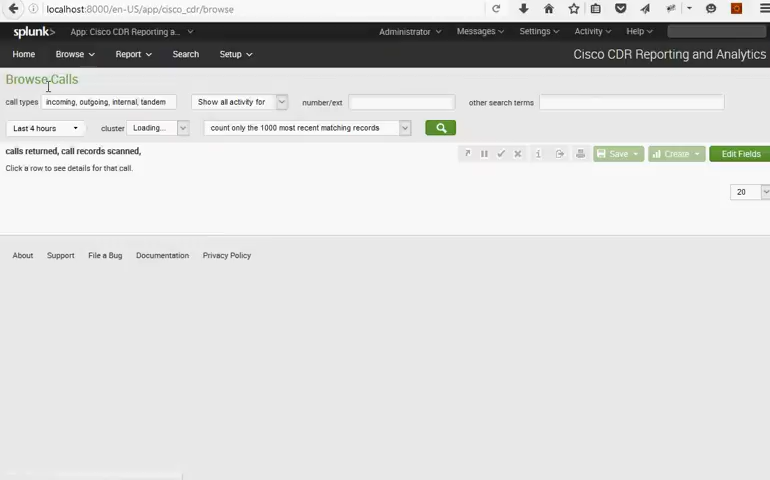 localhost:8000/en-US/app/cisco_cdr/browse
splunk> App: Cisco CDR Reporting a... Administrator Messages Settings Activity Help
Home Browse Report Search Setup Cisco CDR Reporting and Analytics
Browse Calls
call types incoming, outgoing, internal, tandem Show all activity for number/ext other search terms
Last 4 hours cluster Loading... count only the 1000 most recent matching records
calls returned, call records scanned, Save Create Edit Fields
Click a row to see details for that call.
20
About Support File a Bug Documentation Privacy Policy